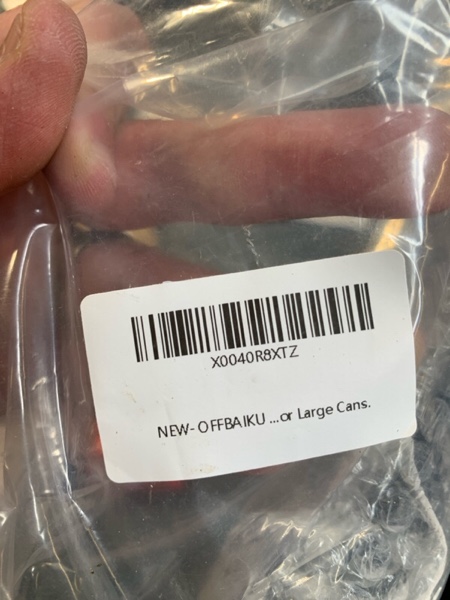 X0040R8XTZ
NEW- OFFBAIKU ...or Large Cans.